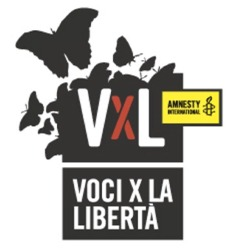 VXL
AMNESTY
INTERNATIONAL
VOCI X LA
LIBERTÀ